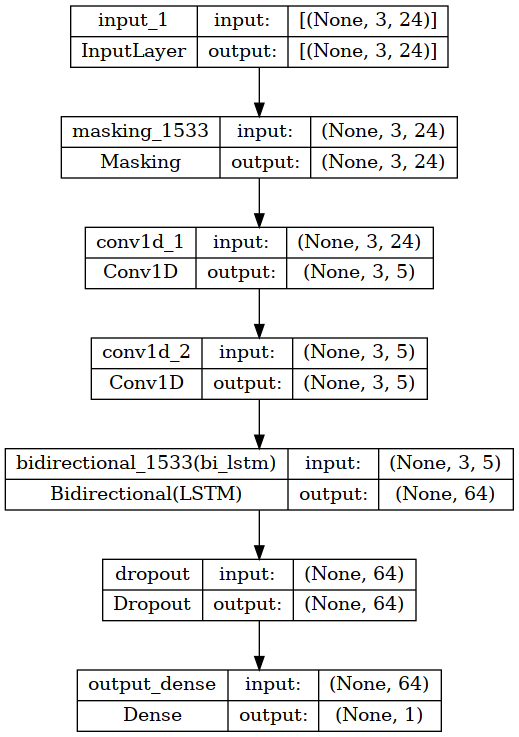 input_1 input: [(None, 3, 24)]
InputLayer output: [(None, 3, 24)]
masking_1533 input: (None, 3, 24)
Masking output: (None, 3, 24)
conv1d_1 input: (None, 3, 24)
Conv1D output: (None, 3, 5)
conv1d_2 input: (None, 3, 5)
Conv1D output: (None, 3, 5)
bidirectional_1533(bi_lstm) input: (None, 3, 5)
Bidirectional(LSTM) output: (None, 64)
dropout input: (None, 64)
Dropout output: (None, 64)
output_dense input: (None, 64)
Dense output: (None, 1)